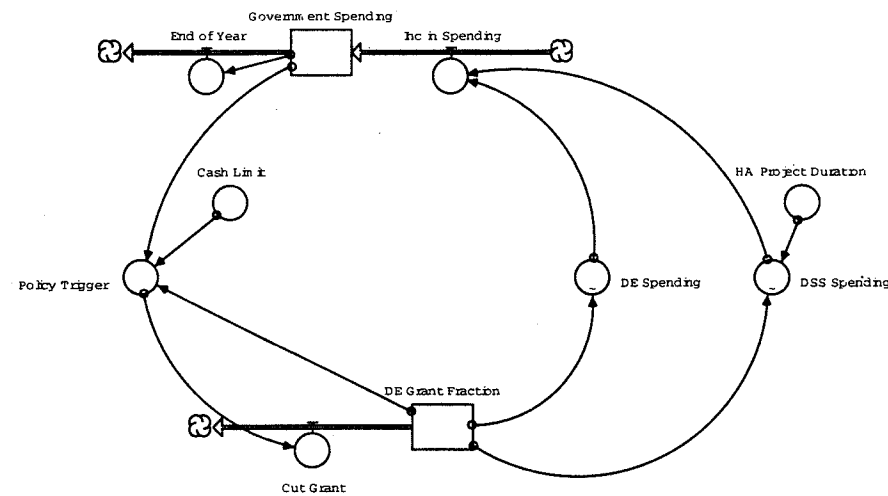 Government Spending
End of Year
Inc in Spending
Cash Limit
HA Project Duration
Policy Trigger
DE Spending
DSS Spending
DE Grant Fraction
Cut Grant